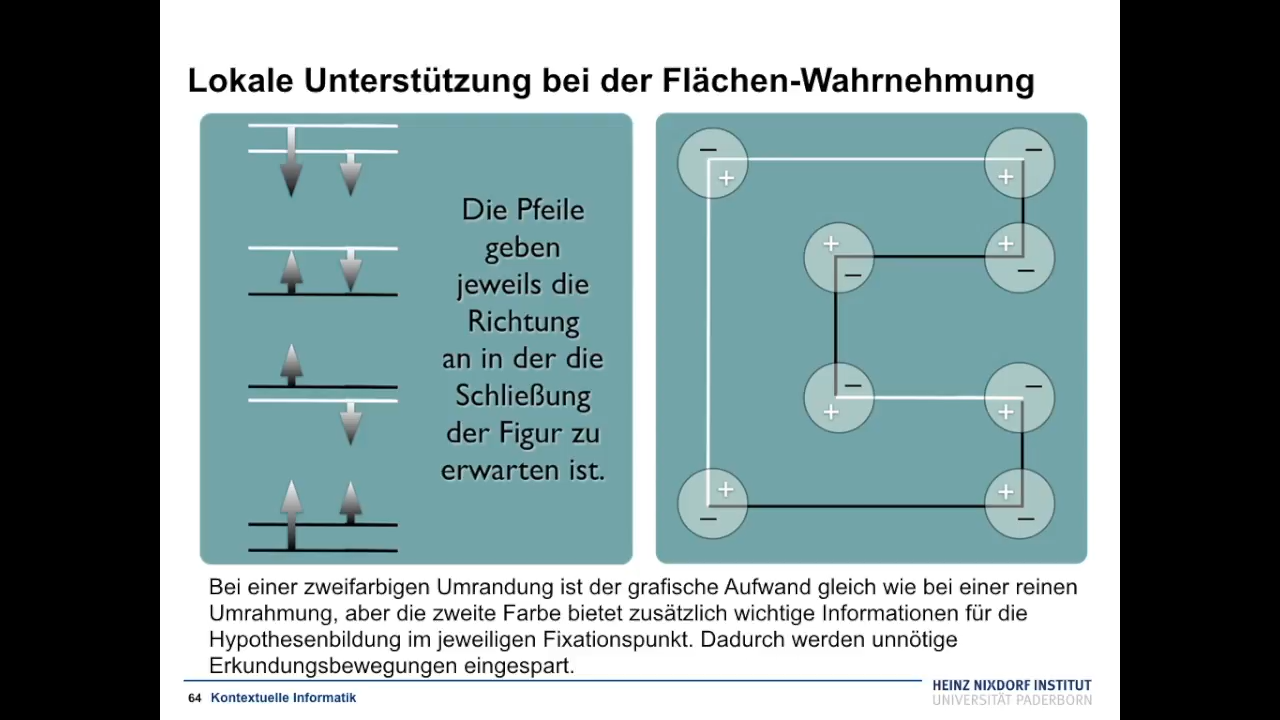 Lokale Unterstützung bei der Flächen-Wahrnehmung
Die Pfeile
geben
jeweils die
Richtung
an in der die
Schließung
der Figur zu
erwarten ist.
− −
+ +
+ +
− −
− −
+ +
+ +
− −
Bei einer zweifarbigen Umrandung ist der grafische Aufwand gleich wie bei einer reinen
Umrahmung, aber die zweite Farbe bietet zusätzlich wichtige Informationen für die
Hypothesenbildung im jeweiligen Fixationspunkt. Dadurch werden unnötige
Erkundungsbewegungen eingespart.
64 Kontextuelle Informatik
HEINZ NIXDORF INSTITUT
UNIVERSITÄT PADERBORN